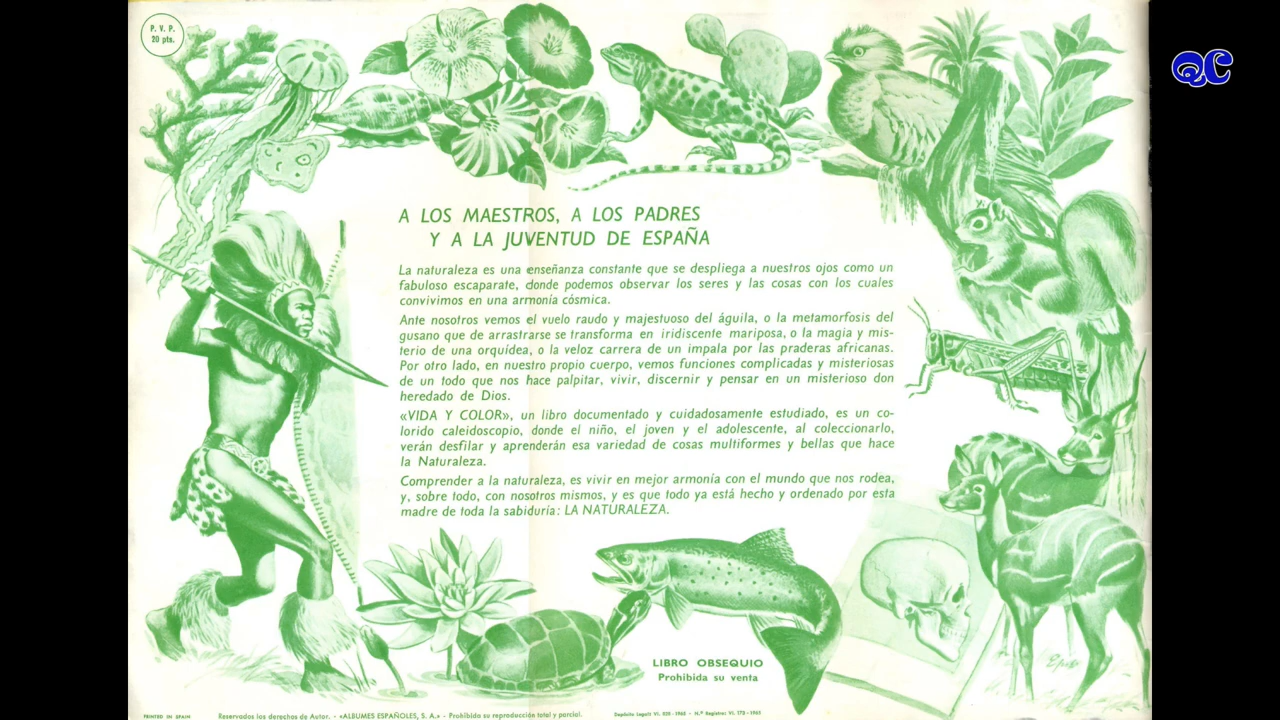 P. V. P.
20 pts.
QC
A LOS MAESTROS, A LOS PADRES
Y A LA JUVENTUD DE ESPAÑA
La naturaleza es una enseñanza constante que se despliega a nuestros ojos como un
fabuloso escaparate, donde podemos observar los seres y las cosas con los cuales
convivimos en una armonía cósmica.
Ante nosotros vemos el vuelo raudo y majestuoso del águila, o la metamorfosis del
gusano que de arrastrarse se transforma en iridiscente mariposa, o la magia y mis-
terio de una orquídea, o la veloz carrera de un impala por las praderas africanas.
Por otro lado, en nuestro propio cuerpo, vemos funciones complicadas y misteriosas
de un todo que nos hace palpitar, vivir, discernir y pensar en un misterioso don
heredado de Dios.
«VIDA Y COLOR», un libro documentado y cuidadosamente estudiado, es un co-
lorido caleidoscopio, donde el niño, el joven y el adolescente, al coleccionarlo,
verán desfilar y aprenderán esa variedad de cosas multiformes y bellas que hace
la Naturaleza.
Comprender a la naturaleza, es vivir en mejor armonía con el mundo que nos rodea,
y, sobre todo, con nosotros mismos, y es que todo ya está hecho y ordenado por esta
madre de toda la sabiduría: LA NATURALEZA.
LIBRO OBSEQUIO
Prohibida su venta
PRINTED IN SPAIN
Reservados los derechos de Autor. - «ALBUMES ESPAÑOLES, S. A.» - Prohibida su reproducción total y parcial.
Depósito Legal: VI. - N.º Registro: VI. 173 -